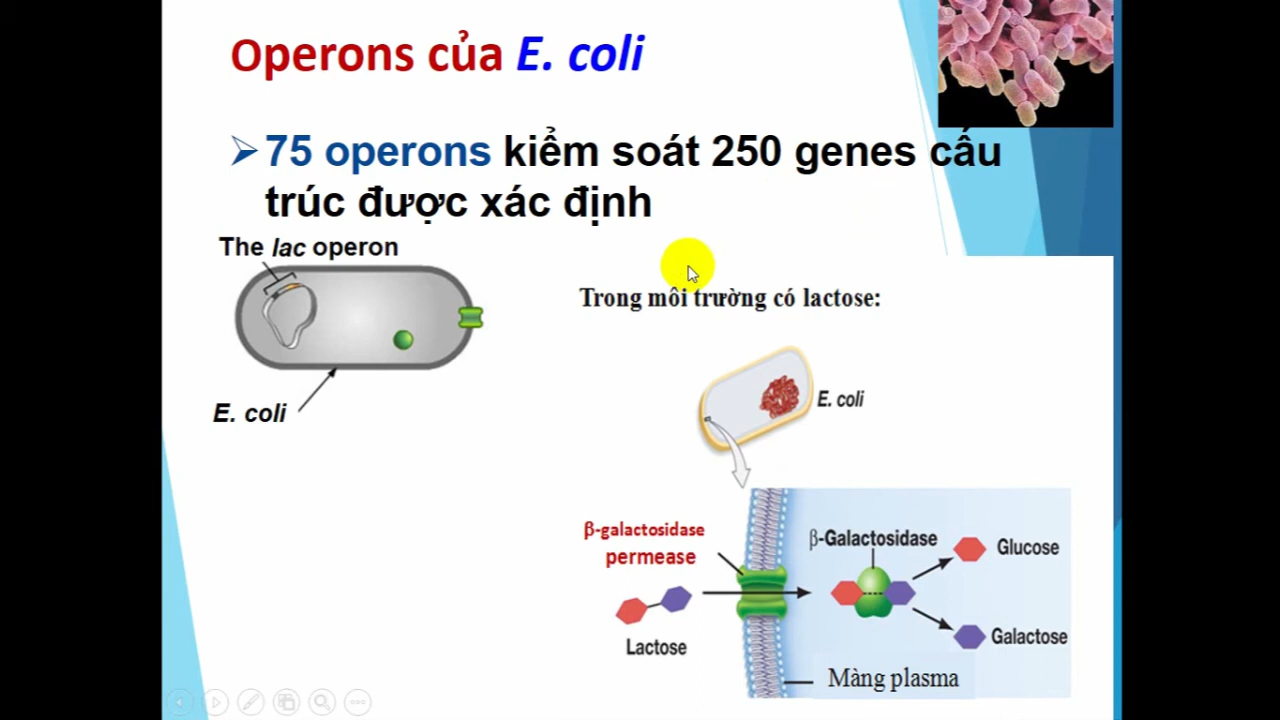 Operons của E. coli
➢75 operons kiểm soát 250 genes cấu
trúc được xác định
The lac operon
E. coli
Trong môi trường có lactose:
E. coli
β-galactosidase
permease
Lactose
β-Galactosidase
Glucose
Galactose
Màng plasma